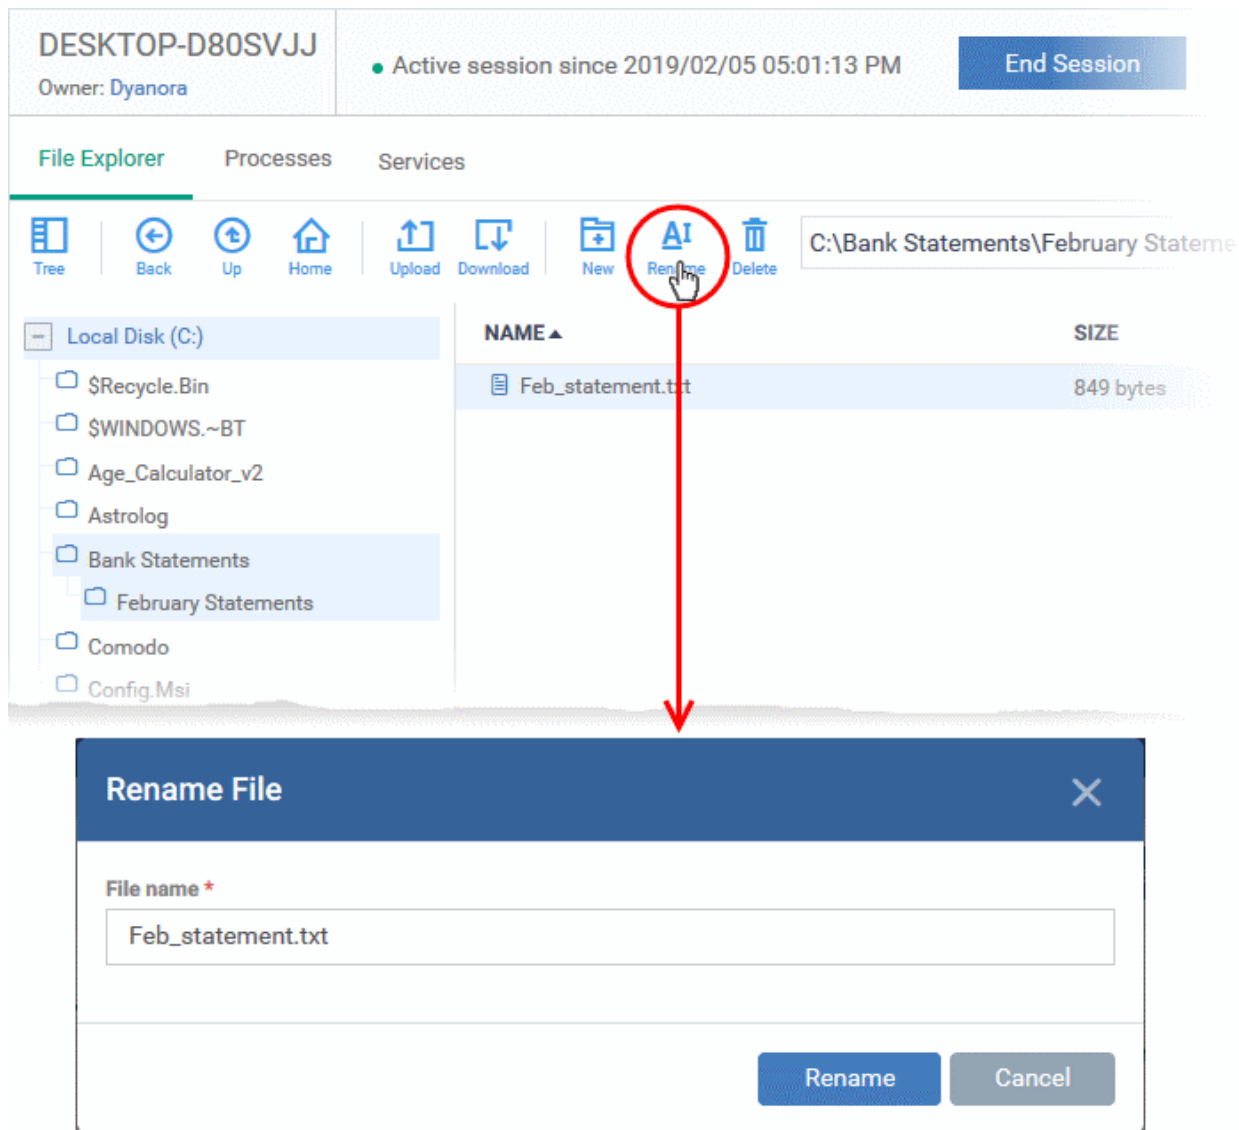 DESKTOP-D80SVJJ
Owner: Dyanora
Active session since 2019/02/05 05:01:13 PM
End Session
File Explorer
Processes
Services
Tree
Back
Up
Home
Upload
Download
New
Rename
Delete
C:\Bank Statements\February Stateme
Local Disk (C:)
$Recycle.Bin
$WINDOWS.~BT
Age_Calculator_v2
Astrolog
Bank Statements
February Statements
Comodo
Config.Msi
NAME
SIZE
Feb_statement.txt
849 bytes
Rename File
File name *
Feb_statement.txt
Rename
Cancel